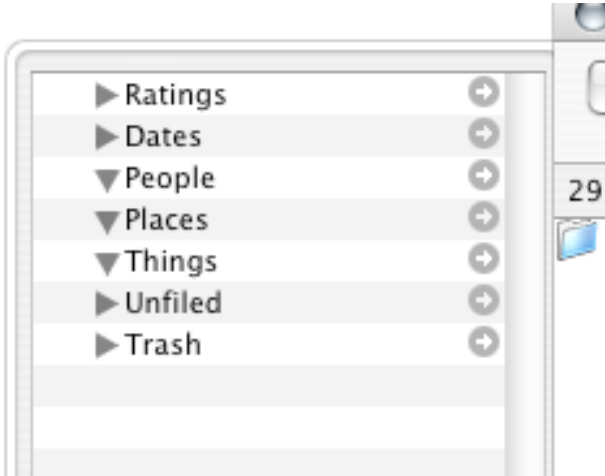 Ratings
Dates
People
29
Places
Things
Unfiled
Trash